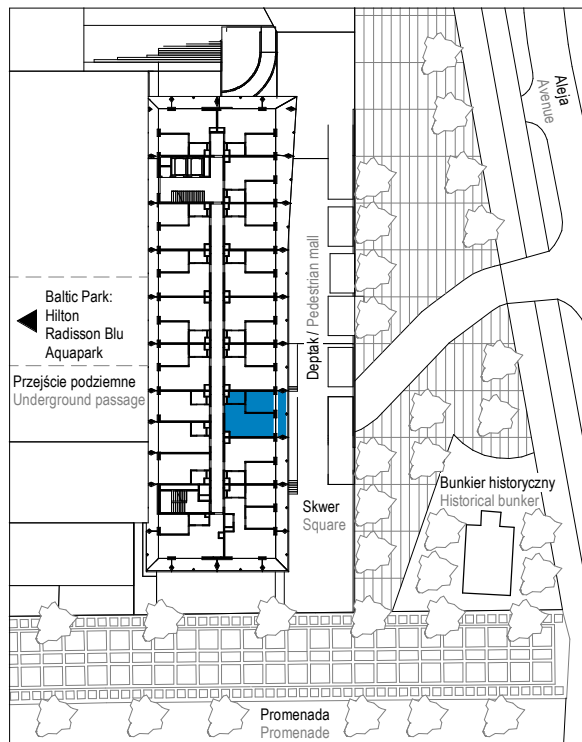 Aleja
Avenue
Baltic Park:
Hilton
Radisson Blu
Aquapark
Przejście podziemne
Underground passage
Deptak / Pedestrian mall
Bunkier historyczny
Historical bunker
Skwer
Square
Promenada
Promenade